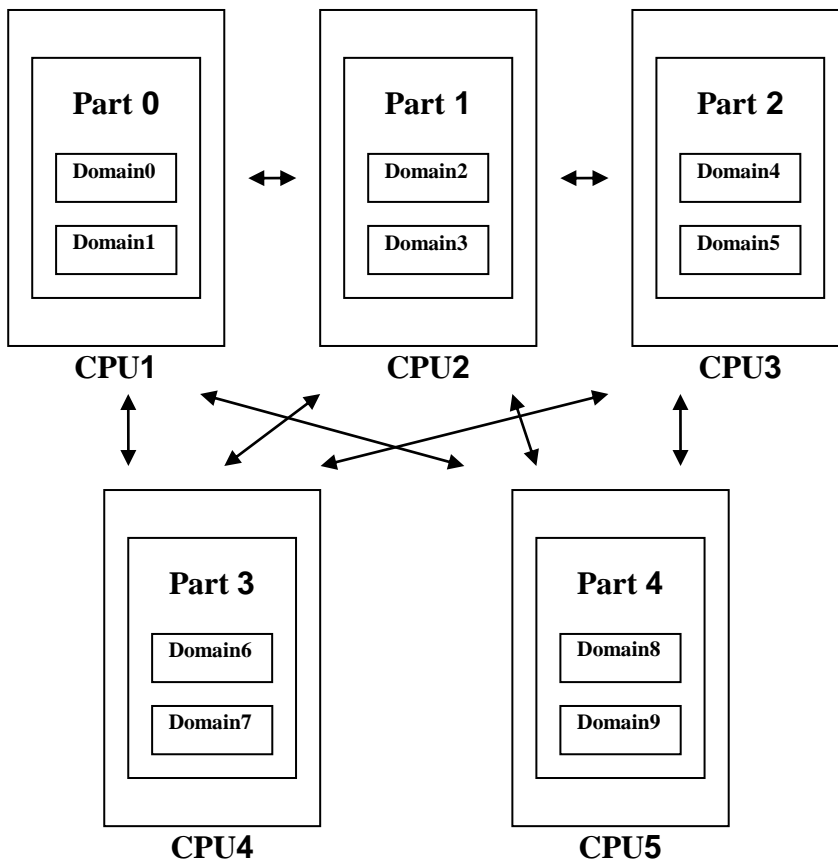 Part 0
Domain0
Domain1
CPU1
Part 1
Domain2
Domain3
CPU2
Part 2
Domain4
Domain5
CPU3
Part 3
Domain6
Domain7
CPU4
Part 4
Domain8
Domain9
CPU5